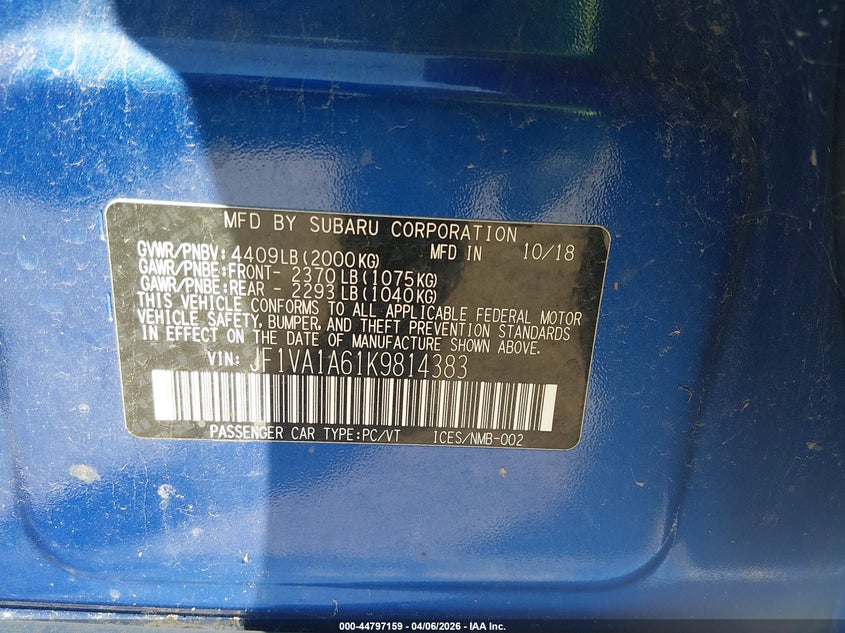 MFD BY SUBARU CORPORATION
GVWR/PNBV: 4409LB(2000KG) MFD IN 10/18
GAWR/PNBE:FRONT- 2370LB(1075KG)
GAWR/PNBE:REAR - 2293LB(1040KG)
THIS VEHICLE CONFORMS TO ALL APPLICABLE FEDERAL MOTOR
VEHICLE SAFETY, BUMPER, AND THEFT PREVENTION STANDARDS
IN EFFECT ON THE DATE OF MANUFACTURE SHOWN ABOVE.
VIN: JF1VA1A61K9814383
PASSENGER CAR TYPE:PC/VT ICES/NMB-002
000-44797159 - 04/06/2026 - IAA Inc.